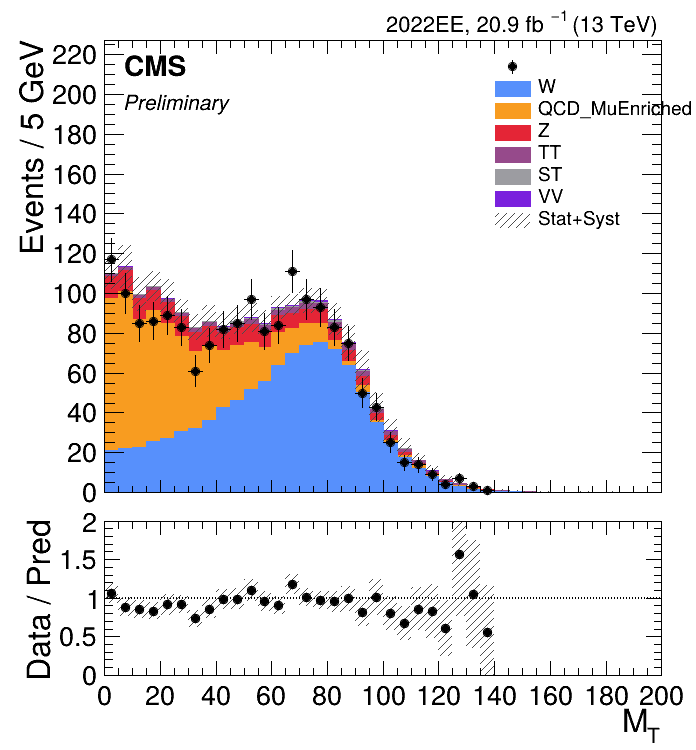 2022EE, 20.9 fb ⁻¹ (13 TeV)
CMS
Preliminary
W
QCD_MuEnriched
Z
TT
ST
VV
Stat+Syst
Events / 5 GeV
220
200
180
160
140
120
100
80
60
40
20
0
Data / Pred
2
1.5
1
0.5
0
0 20 40 60 80 100 120 140 160 180 200
M_T